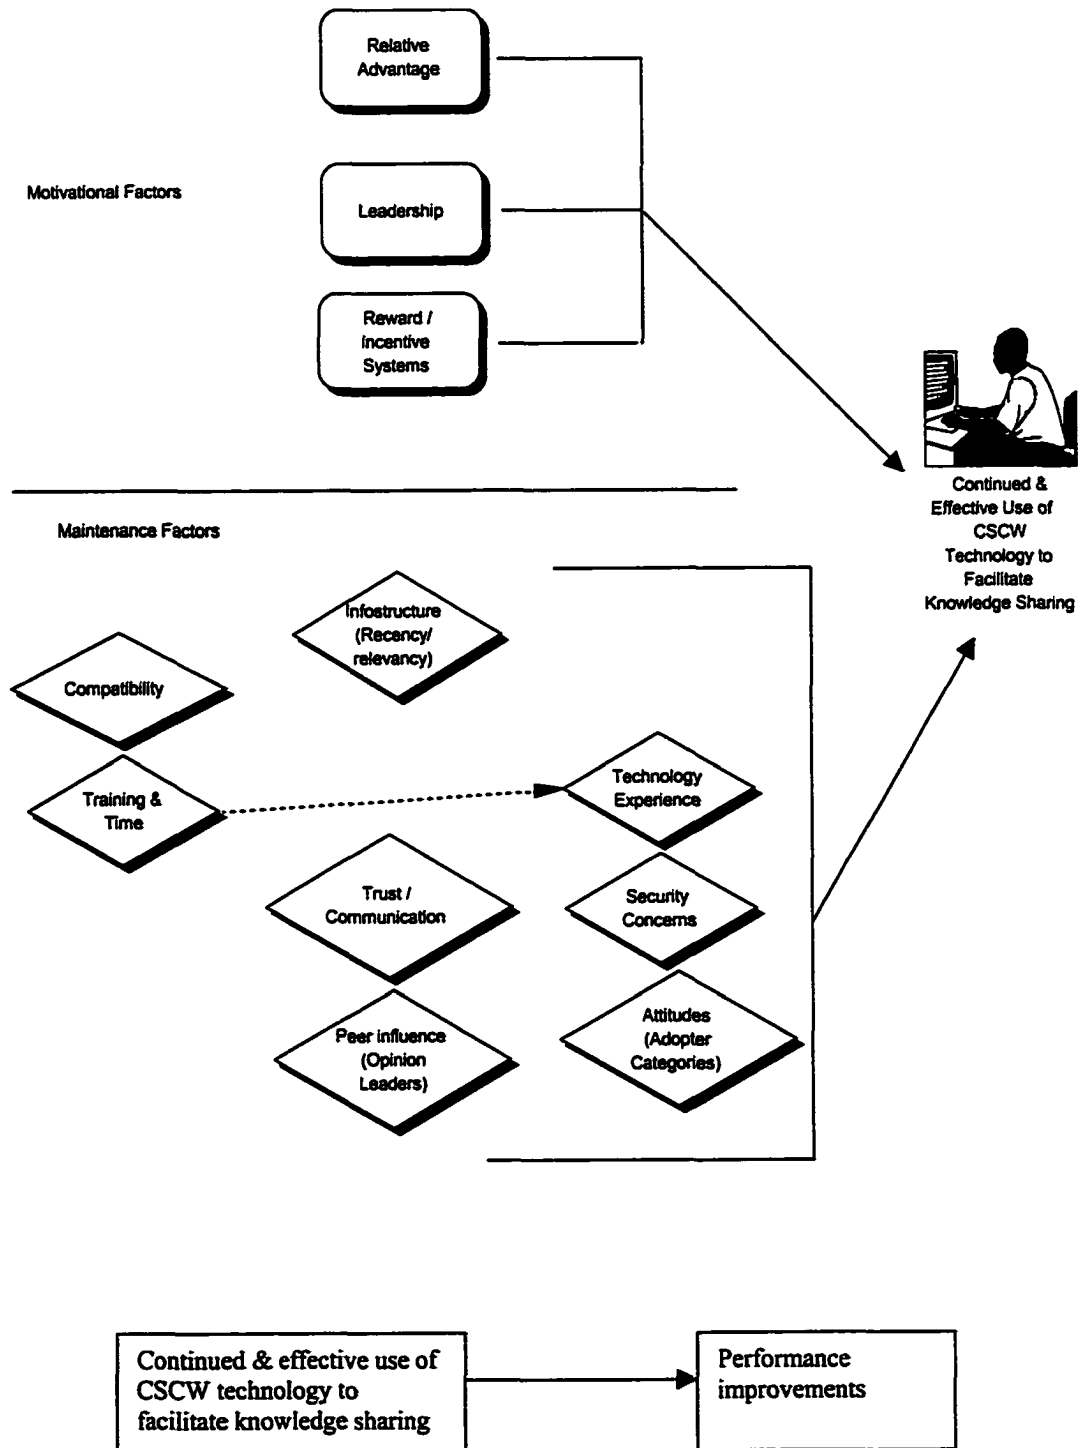 Relative
Advantage
Motivational Factors
Leadership
Reward /
Incentive
Systems
Continued &
Effective Use of
CSCW
Technology to
Facilitate
Knowledge Sharing
Maintenance Factors
Infostructure
(Recency/
relevancy)
Compatibility
Training &
Time
Technology
Experience
Trust /
Communication
Security
Concerns
Peer influence
(Opinion
Leaders)
Attitudes
(Adopter
Categories)
Continued & effective use of
CSCW technology to
facilitate knowledge sharing
Performance
improvements